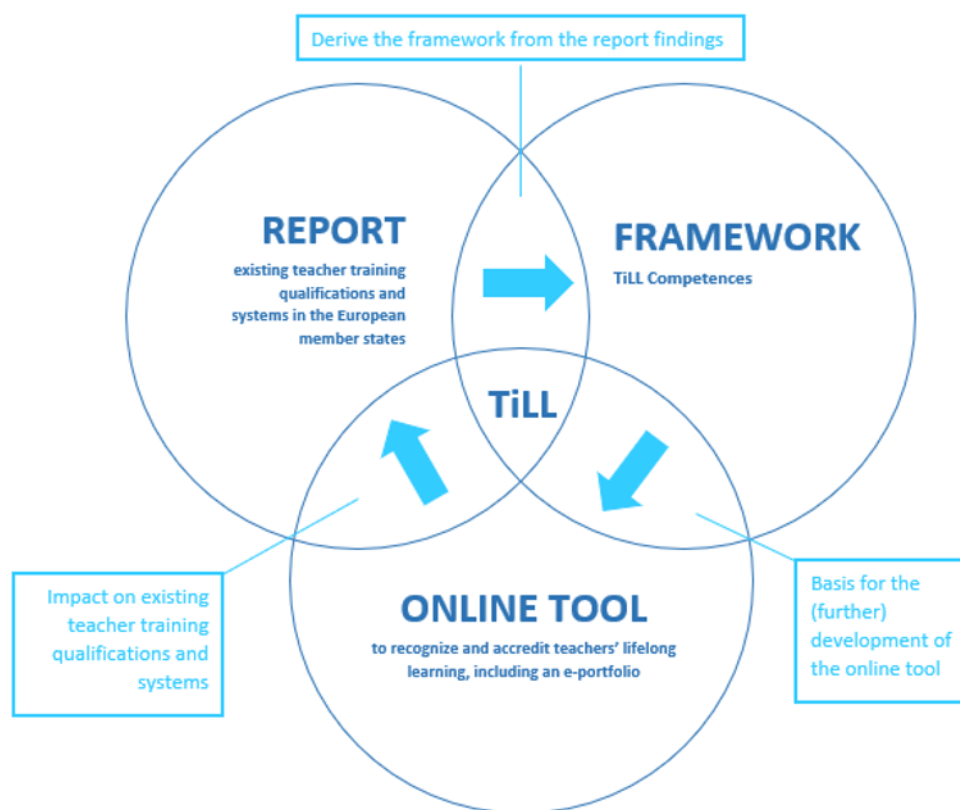 Derive the framework from the report findings
REPORT
existing teacher training
qualifications and
systems in the European
member states
FRAMEWORK
TiLL Competences
TiLL
Impact on existing
teacher training
qualifications and
systems
ONLINE TOOL
to recognize and accredit teachers’ lifelong
learning, including an e-portfolio
Basis for the
(further)
development of
the online tool